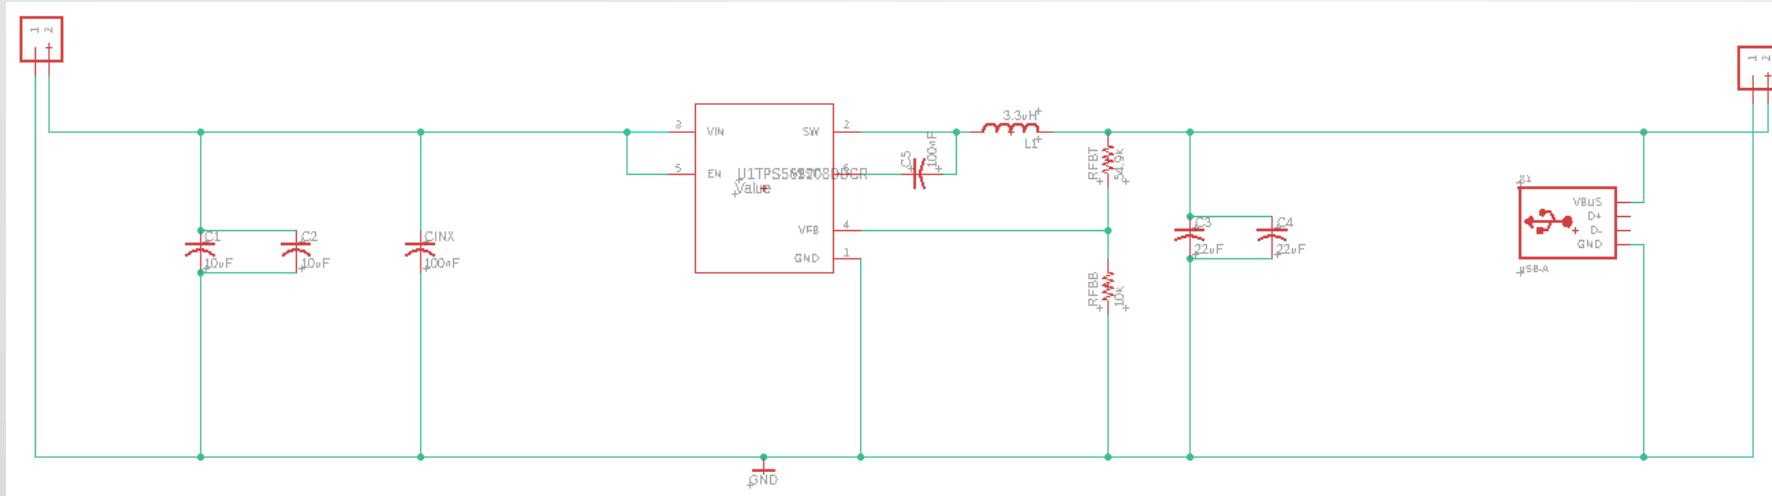 1 2
1 2
3 VIN
SW 2
5 EN
6
VFB 4
GND 1
Value
C1
10uF
C2
10uF
CINX
100nF
C5
100nF
3.3uH
L1
RFBT
54.9k
RFBB
10k
C3
22uF
C4
22uF
X1
VBUS
D+
D-
GND
USB-A
GND